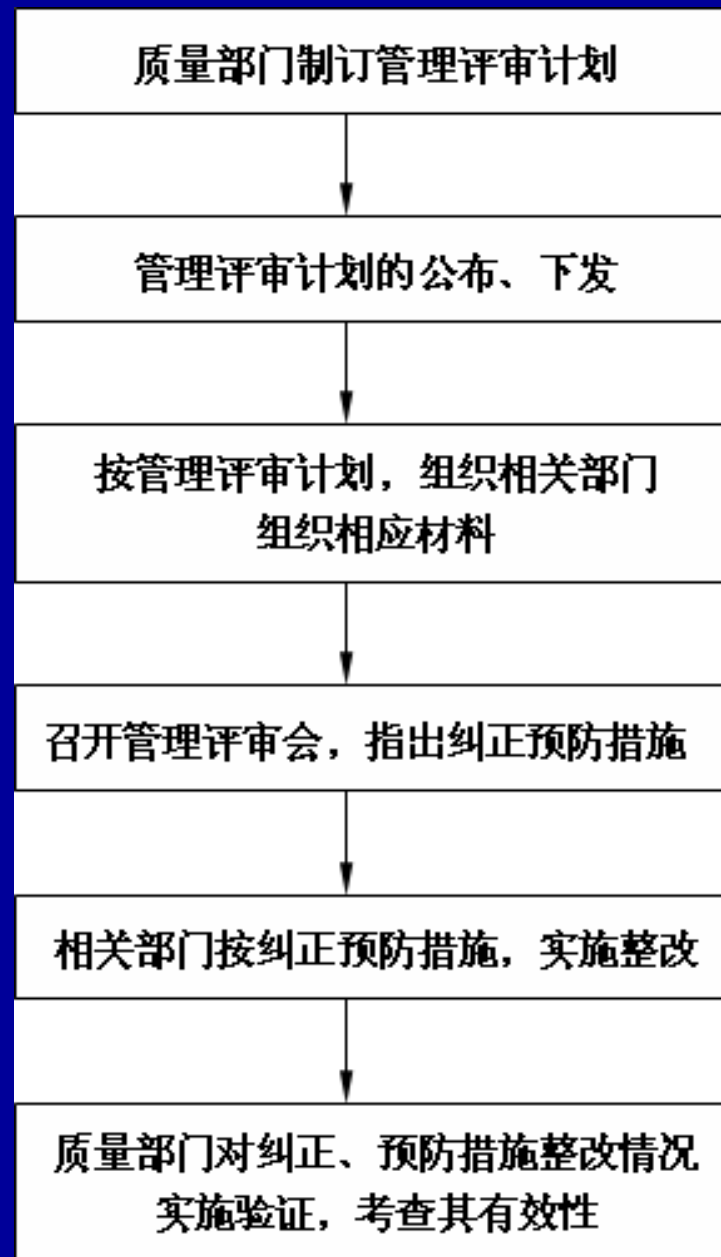 质量部门制订管理评审计划
管理评审计划的公布、下发
按管理评审计划，组织相关部门
组织相应材料
召开管理评审会，指出纠正预防措施
相关部门按纠正预防措施，实施整改
质量部门对纠正、预防措施整改情况
实施验证，考查其有效性